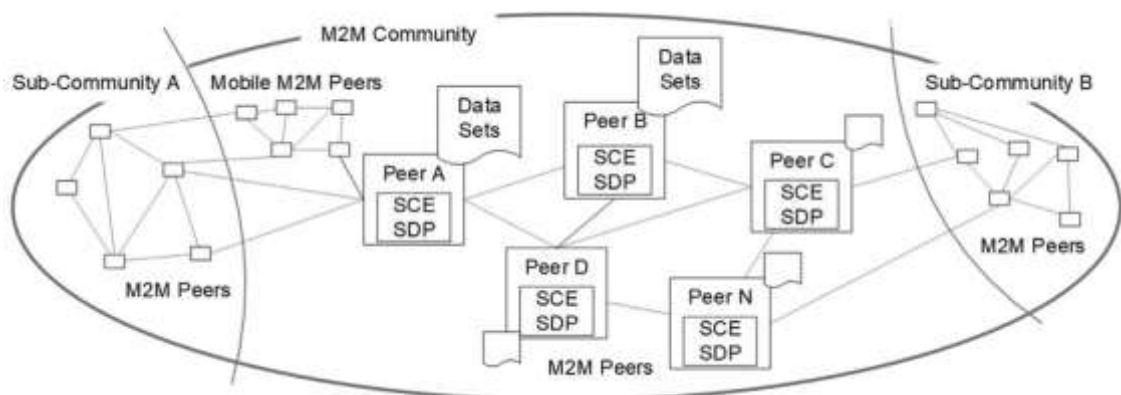 M2M Community
Sub-Community A
Mobile M2M Peers
Data
Sets
Data
Sets
Sub-Community B
Peer B
SCE
SDP
Peer A
SCE
SDP
Peer C
SCE
SDP
M2M Peers
M2M Peers
Peer D
SCE
SDP
Peer N
SCE
SDP
M2M Peers